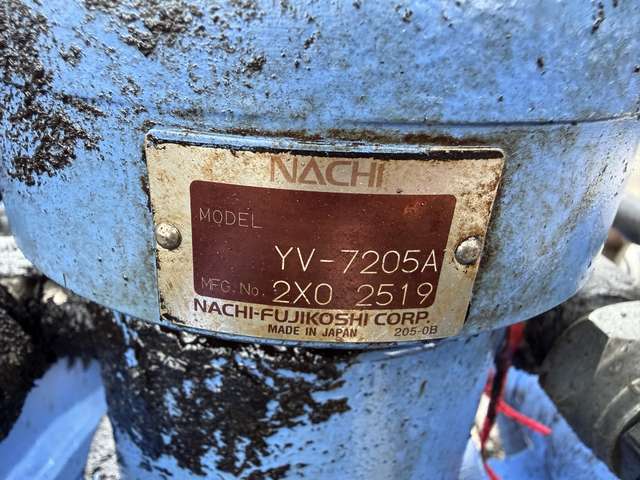 NACHI
MODEL
YV-7205A
MFG. No. 2X0 2519
NACHI-FUJIKOSHI CORP.
MADE IN JAPAN 205-0B